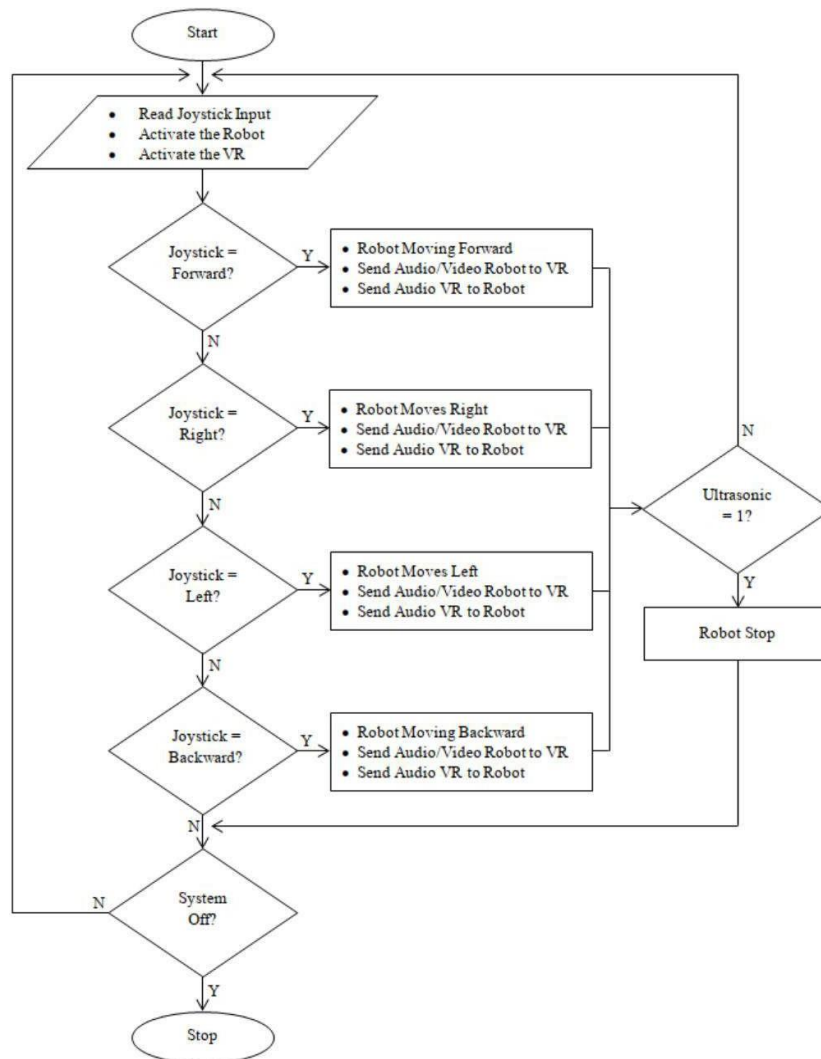 Start
• Read Joystick Input
• Activate the Robot
• Activate the VR
Joystick =
Forward?
Y
• Robot Moving Forward
• Send Audio/Video Robot to VR
• Send Audio VR to Robot
N
Joystick =
Right?
Y
• Robot Moves Right
• Send Audio/Video Robot to VR
• Send Audio VR to Robot
N
Joystick =
Left?
Y
• Robot Moves Left
• Send Audio/Video Robot to VR
• Send Audio VR to Robot
N
Joystick =
Backward?
Y
• Robot Moving Backward
• Send Audio/Video Robot to VR
• Send Audio VR to Robot
N
Ultrasonic
= 1?
N
Y
Robot Stop
System
Off?
N
Y
Stop